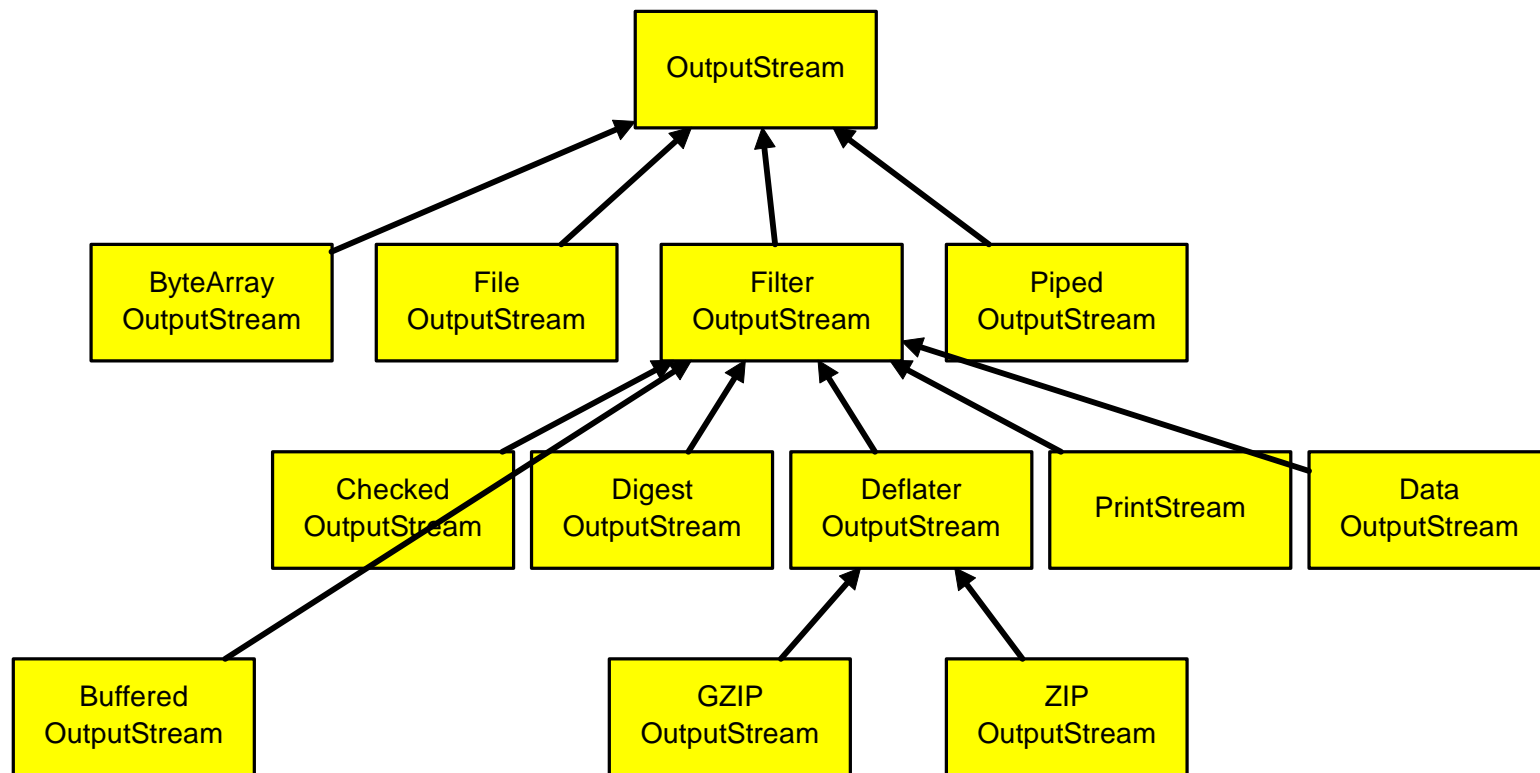 OutputStream
ByteArray
OutputStream
File
OutputStream
Filter
OutputStream
Piped
OutputStream
Checked
OutputStream
Digest
OutputStream
Deflater
OutputStream
PrintStream
Data
OutputStream
Buffered
OutputStream
GZIP
OutputStream
ZIP
OutputStream